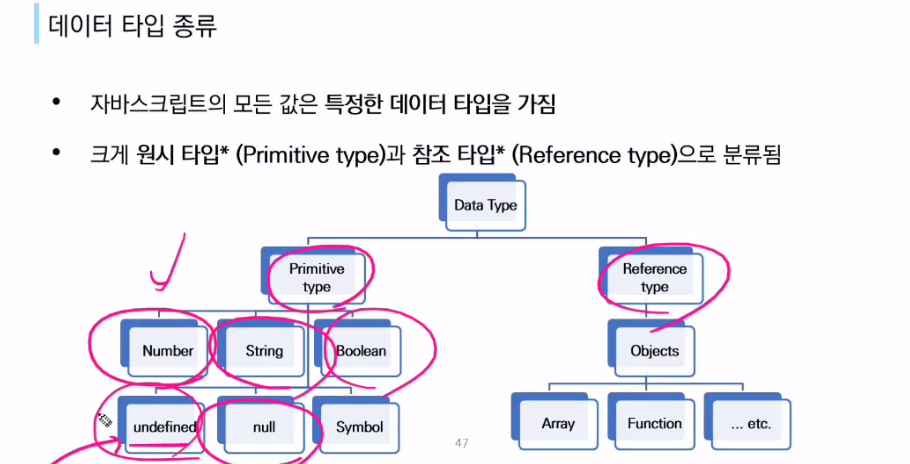 데이터 타입 종류
• 자바스크립트의 모든 값은 특정한 데이터 타입을 가짐
• 크게 원시 타입* (Primitive type)과 참조 타입* (Reference type)으로 분류됨
Data Type
Primitive
type
Reference
type
Number
String
Boolean
Objects
undefined
null
Symbol
Array
Function
... etc.
47